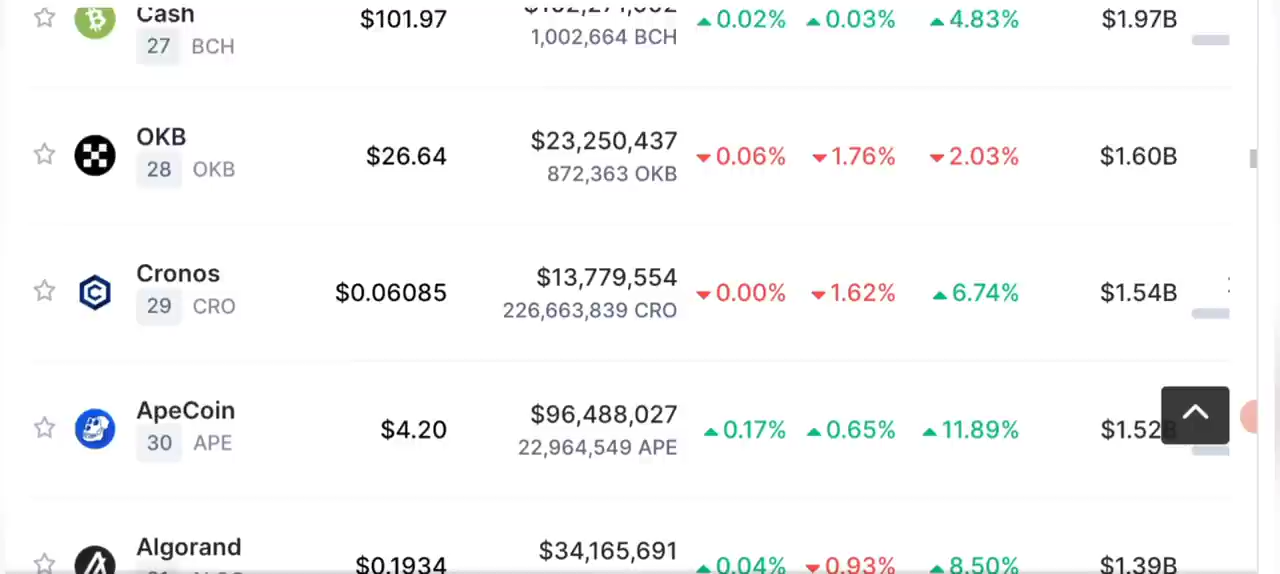 Cash $101.97 0.02% 0.03% 4.83% $1.97B
27 BCH 1,002,664 BCH
OKB $26.64 $23,250,437 0.06% 1.76% 2.03% $1.60B
28 OKB 872,363 OKB
Cronos $0.06085 $13,779,554 0.00% 1.62% 6.74% $1.54B
29 CRO 226,663,839 CRO
ApeCoin $4.20 $96,488,027 0.17% 0.65% 11.89% $1.52B
30 APE 22,964,549 APE
Algorand $0.1934 $34,165,691 0.04% 0.93% 8.50% $1.39B